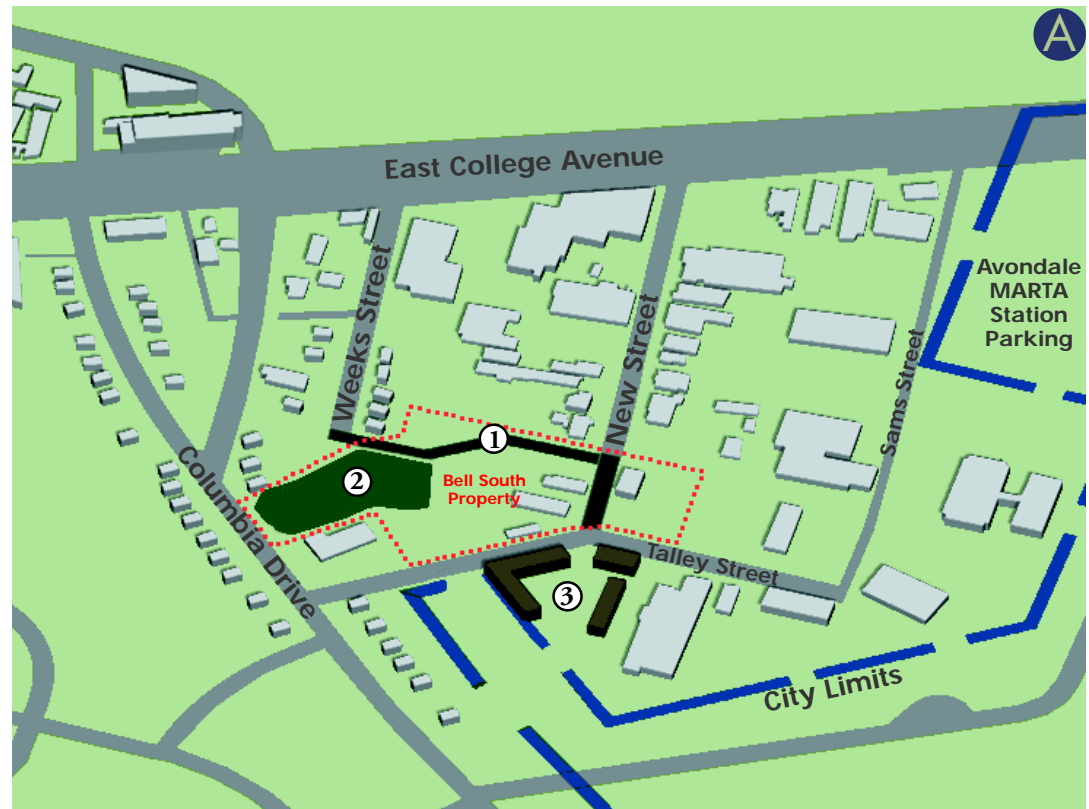 A
East College Avenue
Weeks Street
New Street
Sams Street
Avondale
MARTA
Station
Parking
1
2
Bell South
Property
Columbia Drive
Talley Street
3
City Limits